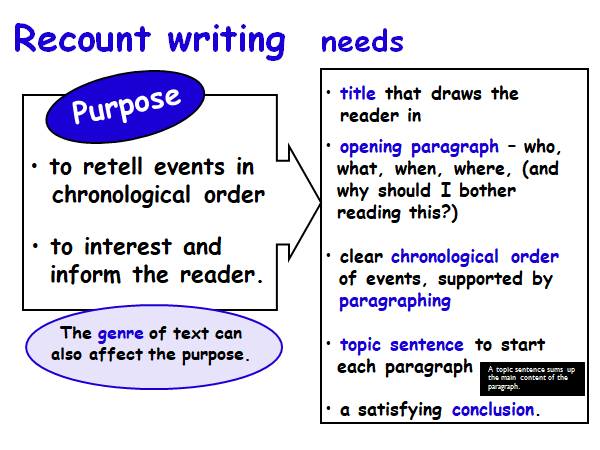 Recount writing needs
Purpose
• to retell events in
chronological order
• to interest and
inform the reader.
The genre of text can
also affect the purpose.
• title that draws the
reader in
• opening paragraph – who,
what, when, where, (and
why should I bother
reading this?)
• clear chronological order
of events, supported by
paragraphing
• topic sentence to start
each paragraph
A topic sentence sums up
the main content of the
paragraph.
• a satisfying conclusion.